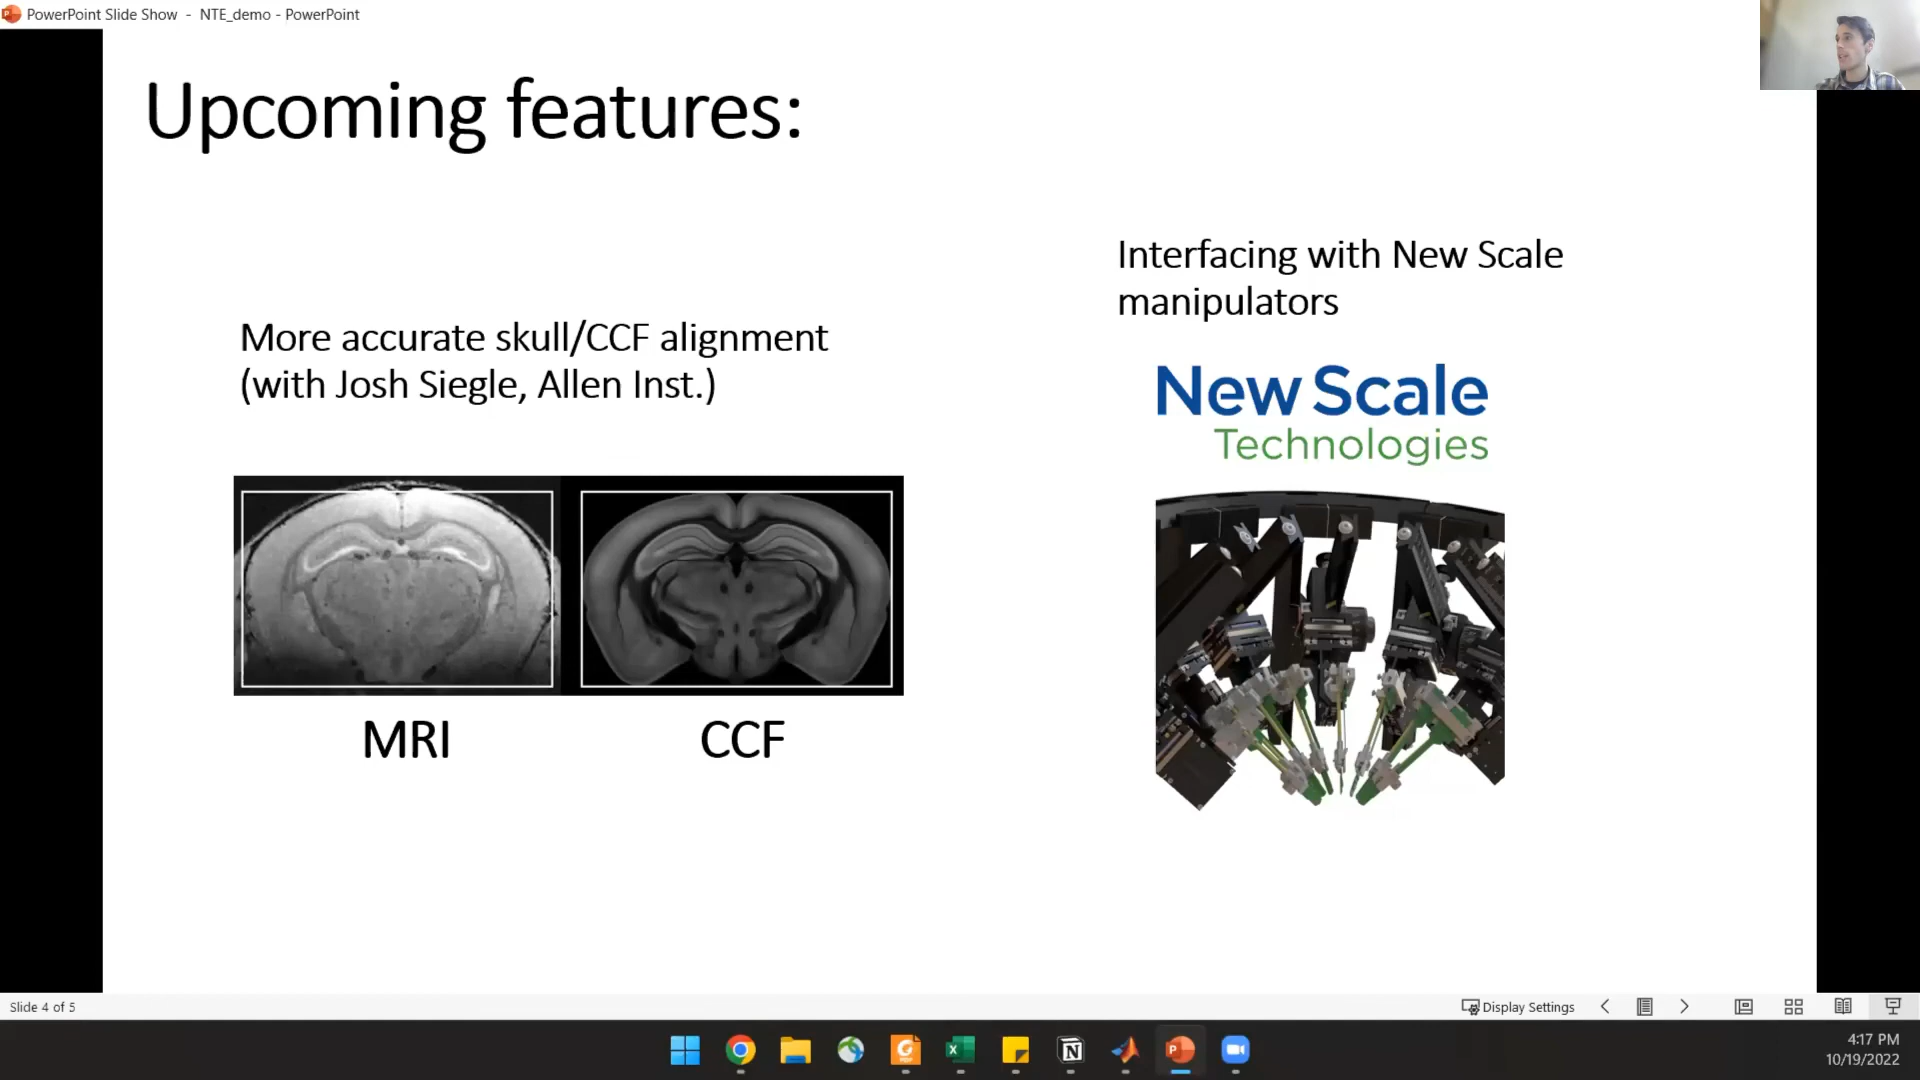 PowerPoint Slide Show - NTE_demo - PowerPoint
Upcoming features:
More accurate skull/CCF alignment
(with Josh Siegle, Allen Inst.)
MRI
CCF
Interfacing with New Scale
manipulators
New Scale
Technologies
Slide 4 of 5
Display Settings
4:17 PM
10/19/2022